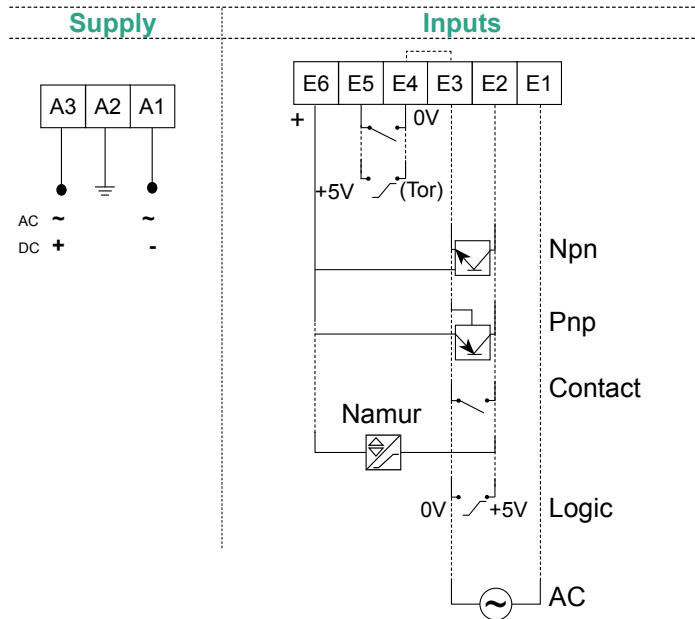 Supply Inputs
E6 E5 E4 E3 E2 E1
A3 A2 A1
+ 0V
+5V (Tor)
AC ~ ~
DC + -
Npn
Pnp
Contact
Namur
0V +5V Logic
~ AC